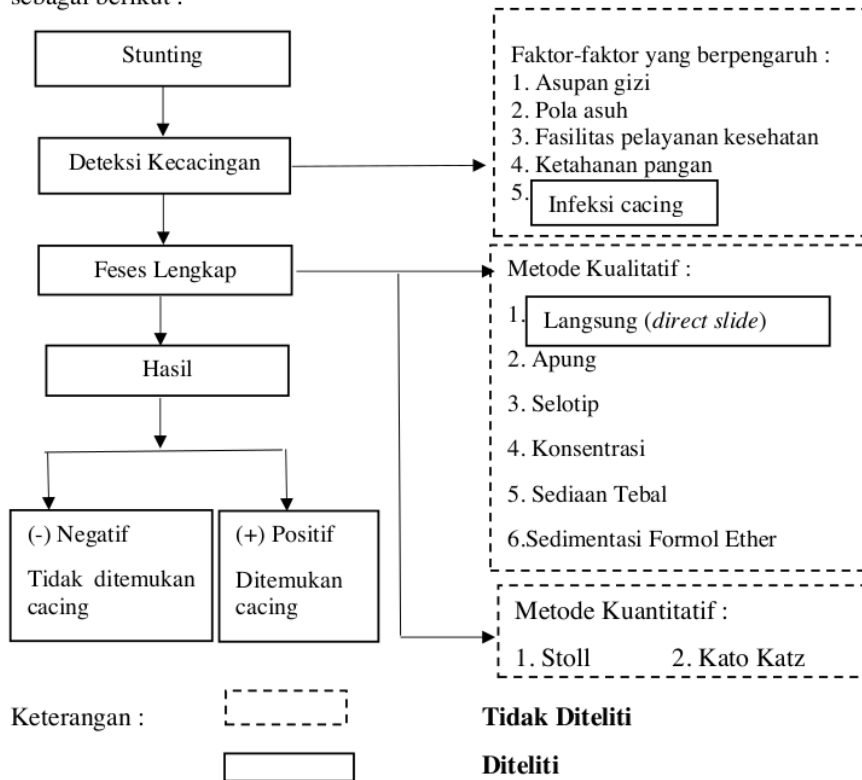 sebagai berikut :
Stunting
Deteksi Kecacingan
Feses Lengkap
Hasil
(-) Negatif
Tidak ditemukan
cacing
(+) Positif
Ditemukan
cacing
Faktor-faktor yang berpengaruh :
1. Asupan gizi
2. Pola asuh
3. Fasilitas pelayanan kesehatan
4. Ketahanan pangan
5. Infeksi cacing
Metode Kualitatif :
1. Langsung (direct slide)
2. Apung
3. Selotip
4. Konsentrasi
5. Sediaan Tebal
6.Sedimentasi Formol Ether
Metode Kuantitatif :
1. Stoll 2. Kato Katz
Keterangan : Tidak Diteliti
Diteliti